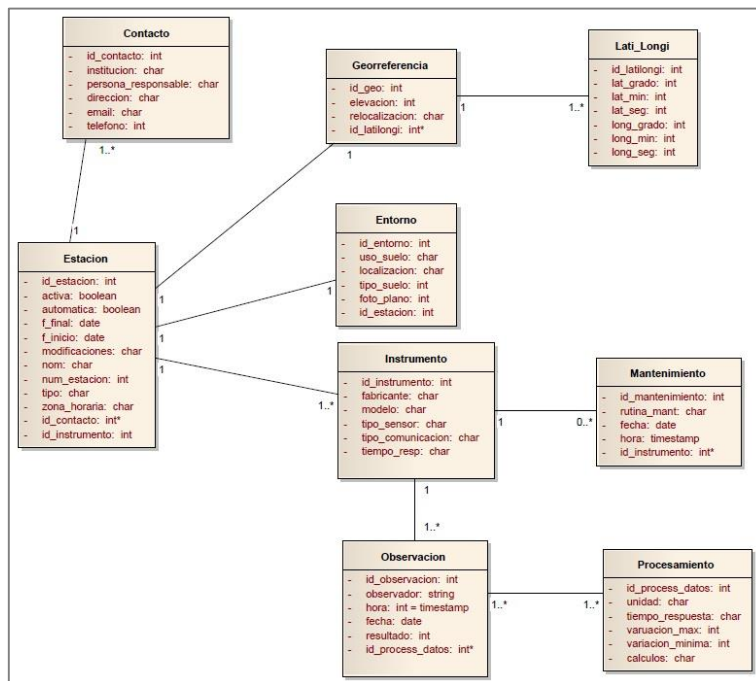 Contacto
- id_contacto: int
- institucion: char
- persona_responsable: char
- direccion: char
- email: char
- telefono: int
1..*
1
Georreferencia
- id_geo: int
- elevacion: int
- relocalizacion: char
- id_latilongi: int*
1
1..*
1
Lati_Longi
- id_latilongi: int
- lat_grado: int
- lat_min: int
- lat_seg: int
- long_grado: int
- long_min: int
- long_seg: int
Estacion
- id_estacion: int
- activa: boolean
- automatica: boolean
- f_final: date
- f_inicio: date
- modificaciones: char
- nom: char
- num_estacion: int
- tipo: char
- zona_horaria: char
- id_contacto: int*
- id_instrumento: int
1
1
1
Entorno
- id_entorno: int
- uso_suelo: char
- localizacion: char
- tipo_suelo: int
- foto_plano: int
- id_estacion: int
1
1..*
Instrumento
- id_instrumento: int
- fabricante: char
- modelo: char
- tipo_sensor: char
- tipo_comunicacion: char
- tiempo_resp: char
1
0..*
Mantenimiento
- id_mantenimiento: int
- rutina_mant: char
- fecha: date
- hora: timestamp
- id_instrumento: int*
1
1..*
Observacion
- id_observacion: int
- observador: string
- hora: int = timestamp
- fecha: date
- resultado: int
- id_process_datos: int*
1..*
1..*
Procesamiento
- id_process_datos: int
- unidad: char
- tiempo_respuesta: char
- varuacion_max: int
- variacion_minima: int
- calculos: char